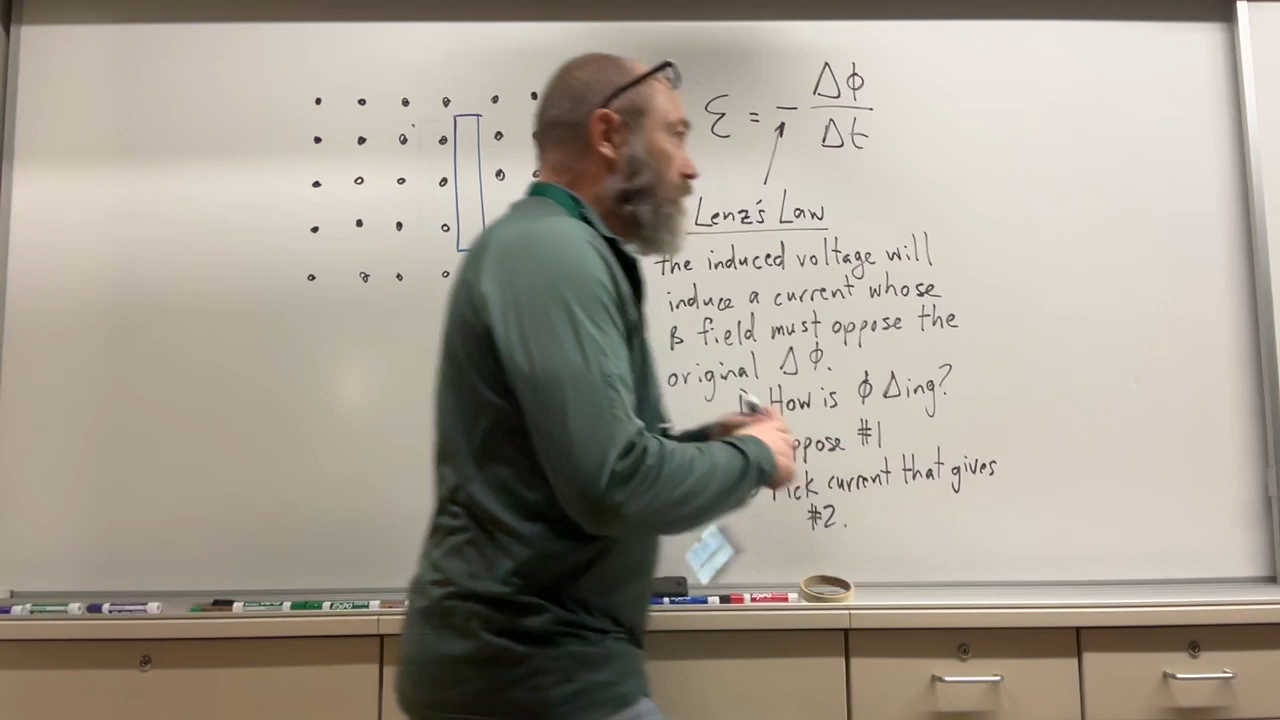 ε = - Δϕ
Δt
Lenz's Law
the induced voltage will
induce a current whose
B field must oppose the
original Δϕ.
How is ϕ Δing?
#1
Pick current that gives
#2.